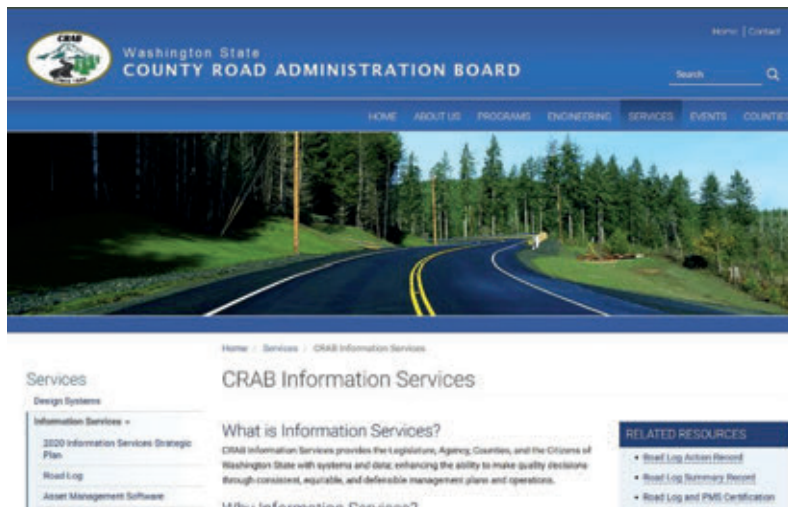 Home | Contact
CRAB
Washington State
COUNTY ROAD ADMINISTRATION BOARD
Search
HOME ABOUT US PROGRAMS ENGINEERING SERVICES EVENTS COUNTIES
Home / Services / CRAB Information Services
Services
CRAB Information Services
Design Systems
Information Services
What is Information Services?
RELATED RESOURCES
2020 Information Services Strategic
Plan
CRAB Information Services provides the Legislature, Agency, Counties, and the Citizens of
Washington State with systems and data; enhancing the ability to make quality decisions
through consistent, equitable, and defensible management plans and operations.
• Road Log Action Record
Road Log
• Road Log Summary Record
Asset Management Software
• Road Log and PMS Certification
Why Information Services?